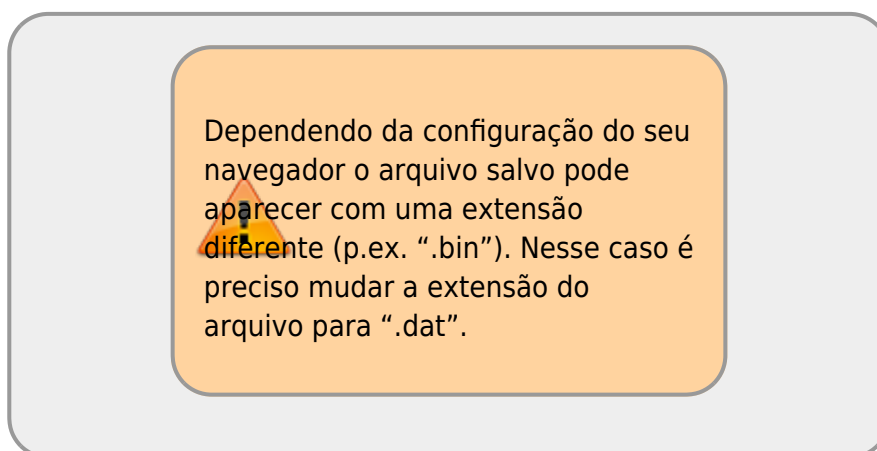 Dependendo da configuração do seu
navegador o arquivo salvo pode
aparecer com uma extensão
diferente (p.ex. “.bin”). Nesse caso é
preciso mudar a extensão do
arquivo para “.dat”.